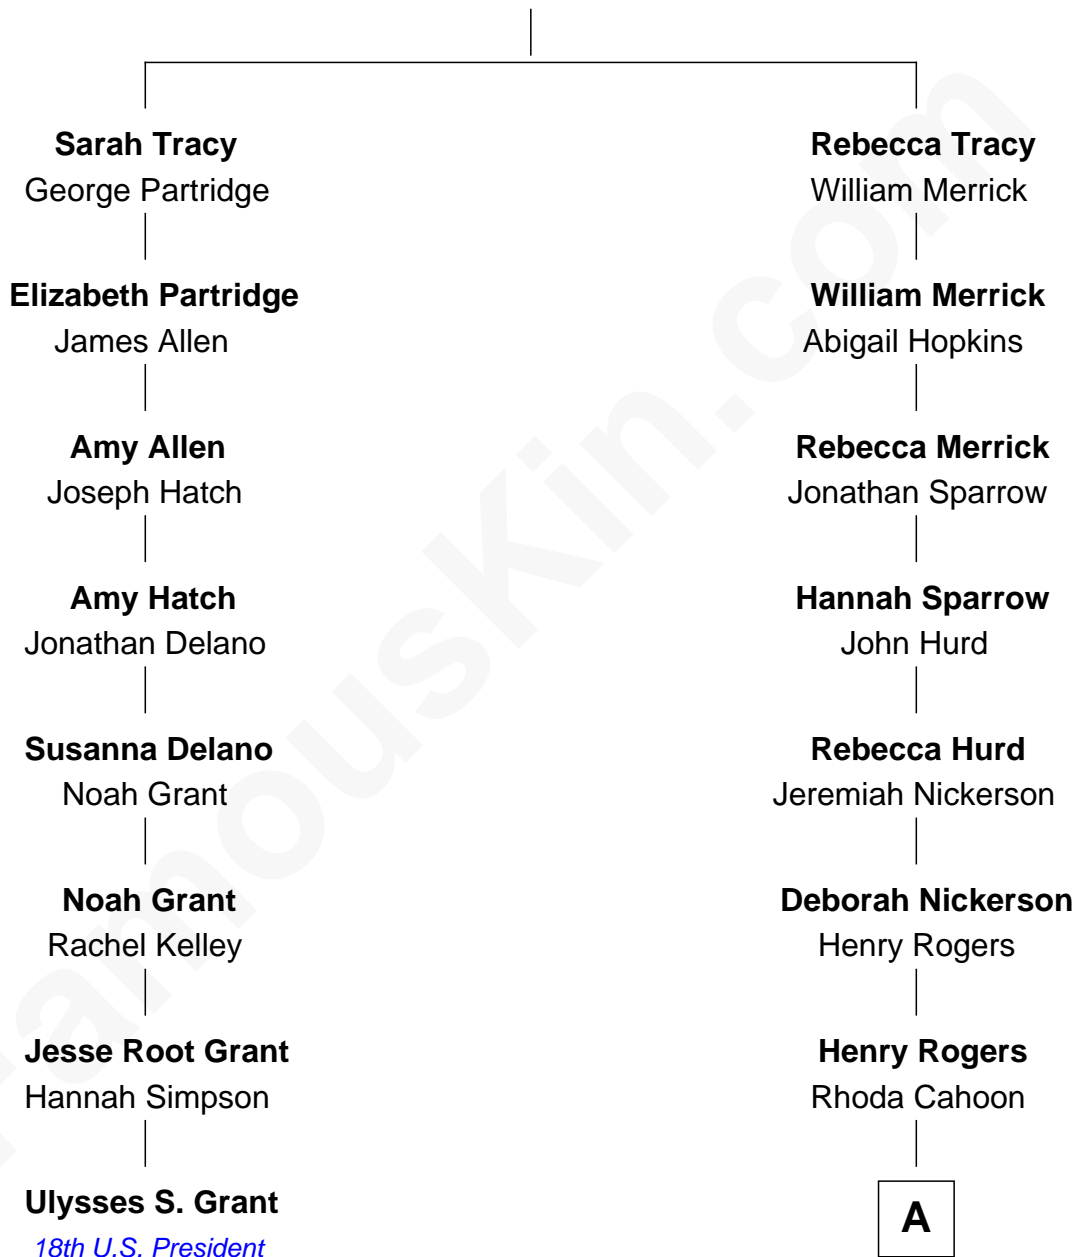 Sarah Tracy
George Partridge
Elizabeth Partridge
James Allen
Amy Allen
Joseph Hatch
Amy Hatch
Jonathan Delano
Susanna Delano
Noah Grant
Noah Grant
Rachel Kelley
Jesse Root Grant
Hannah Simpson
Ulysses S. Grant
18th U.S. President
Rebecca Tracy
William Merrick
William Merrick
Abigail Hopkins
Rebecca Merrick
Jonathan Sparrow
Hannah Sparrow
John Hurd
Rebecca Hurd
Jeremiah Nickerson
Deborah Nickerson
Henry Rogers
Henry Rogers
Rhoda Cahoon
A
FamousKin.com